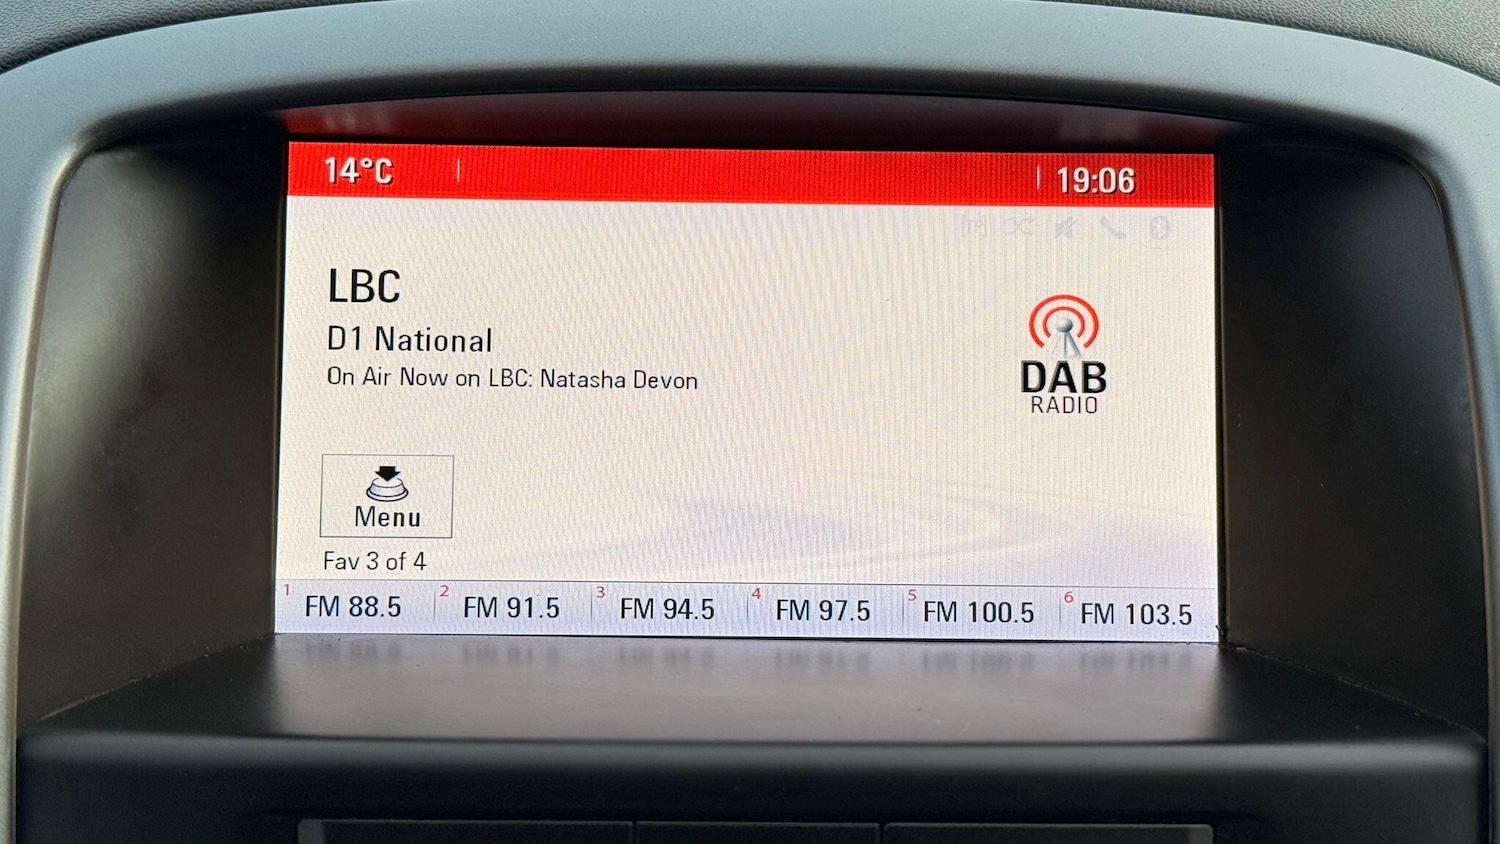 14°C 19:06
[TP]
LBC
D1 National
On Air Now on LBC: Natasha Devon
DAB
RADIO
Menu
Fav 3 of 4
1 FM 88.5 2 FM 91.5 3 FM 94.5 4 FM 97.5 5 FM 100.5 6 FM 103.5